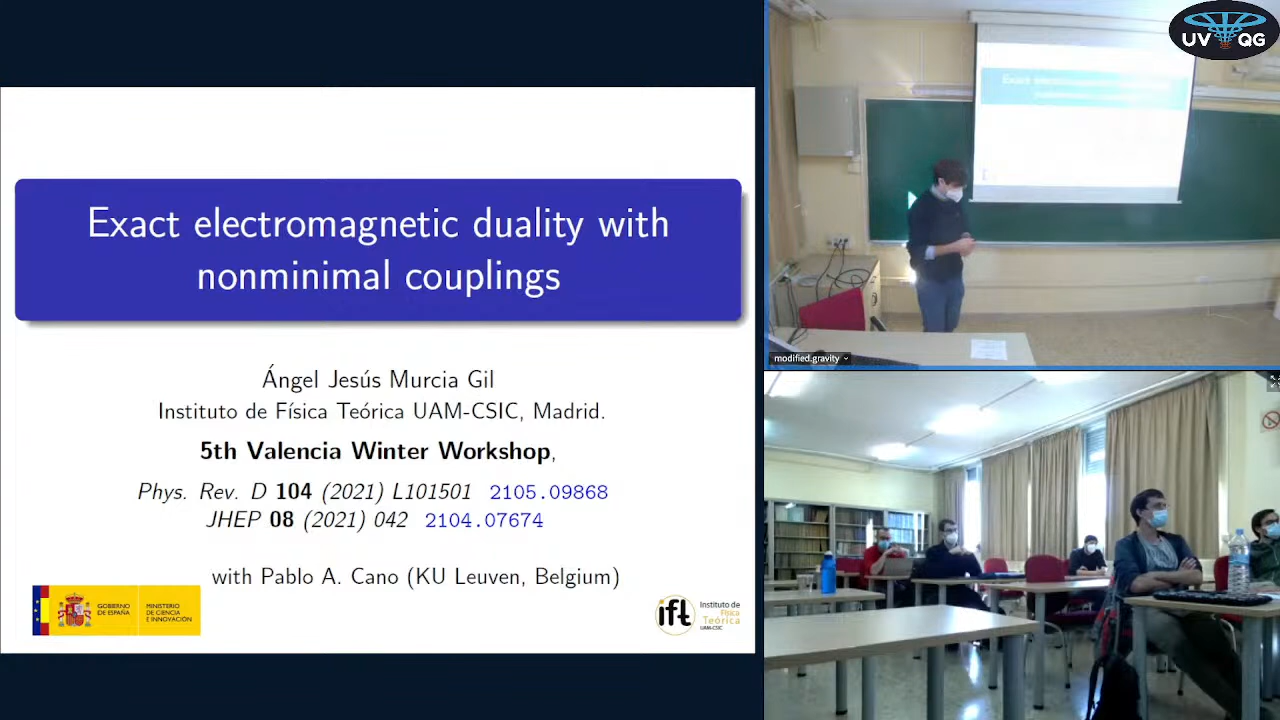 Exact electromagnetic duality with
nonminimal couplings
Ángel Jesús Murcia Gil
Instituto de Física Teórica UAM-CSIC, Madrid.
5th Valencia Winter Workshop,
Phys. Rev. D 104 (2021) L101501 2105.09868
JHEP 08 (2021) 042 2104.07674
with Pablo A. Cano (KU Leuven, Belgium)
GOBIERNO
DE ESPAÑA
MINISTERIO
DE CIENCIA
E INNOVACIÓN
ift
Instituto de
Física
Teórica
UAM-CSIC
UV QG
modified.gravity